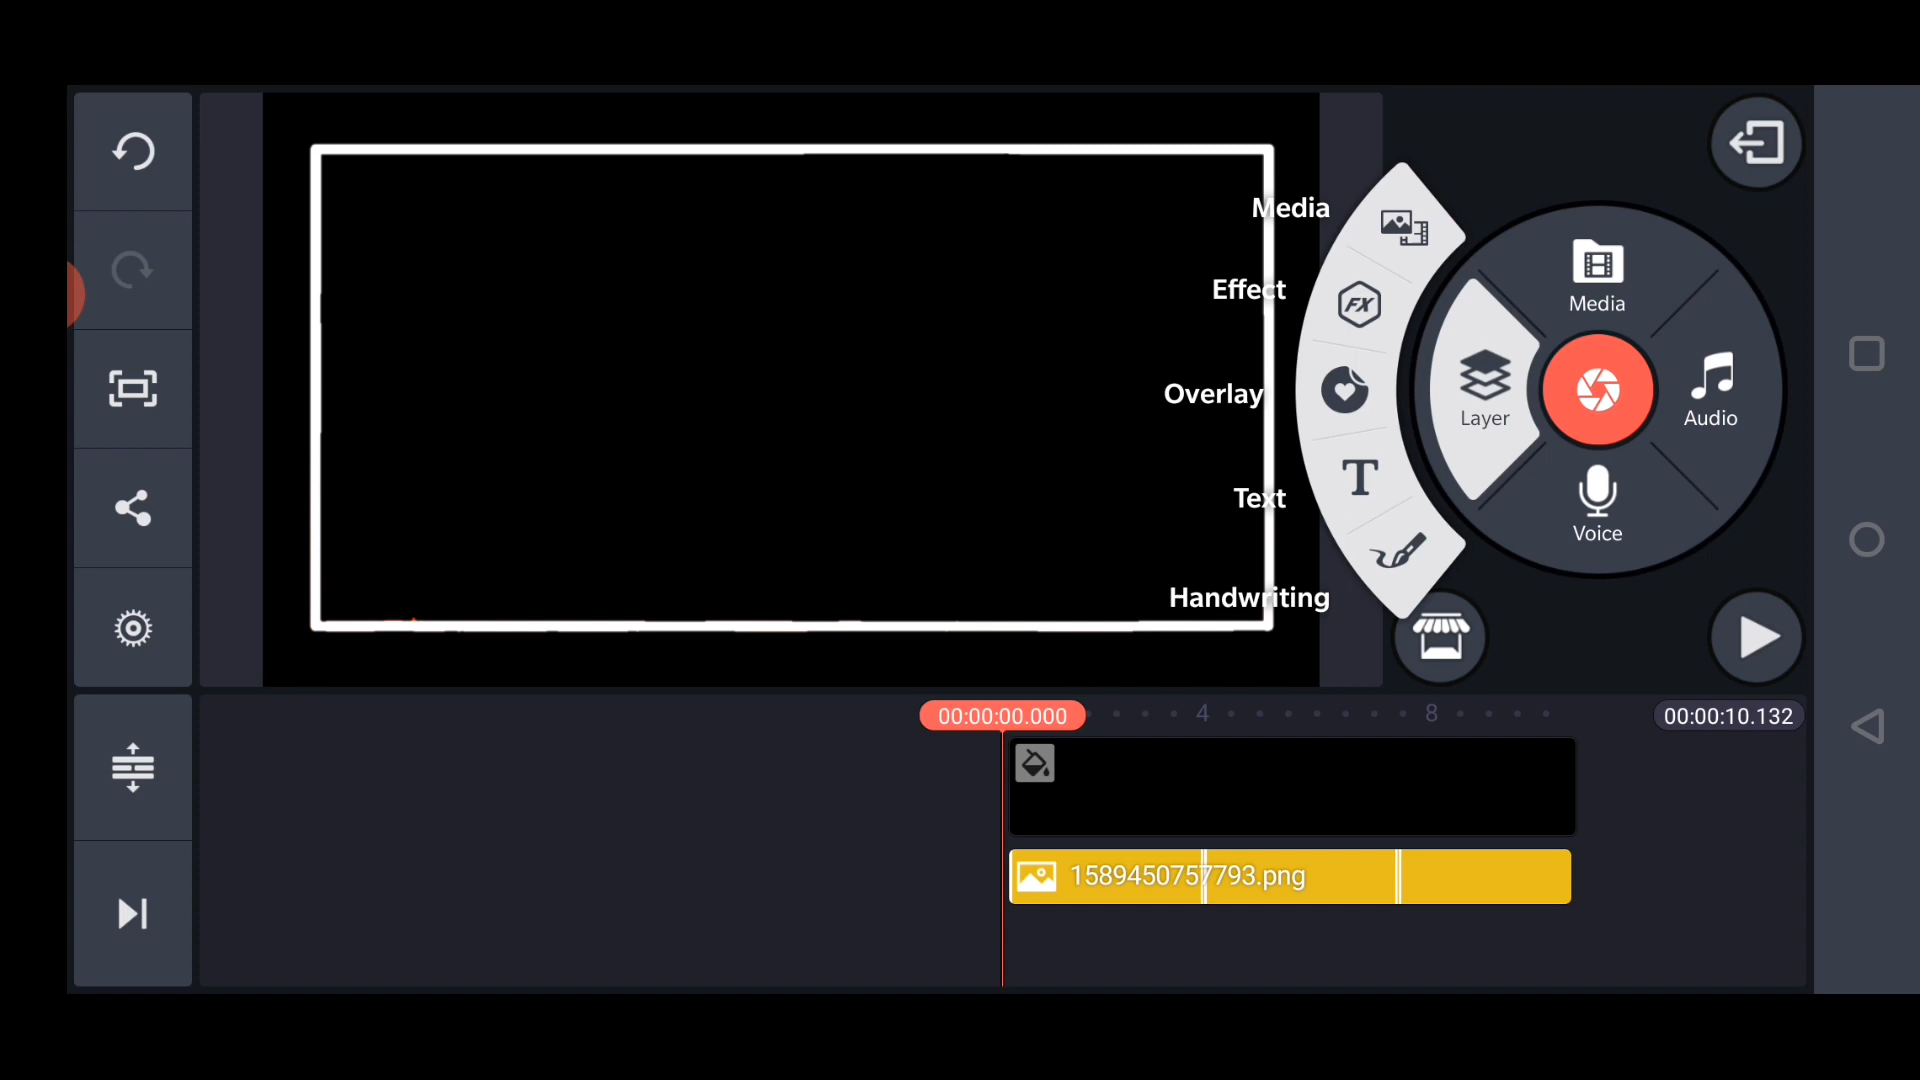 Media
Effect
Overlay
Text
Handwriting
FX
T
Media
Layer
Audio
Voice
00:00:00.000
4
8
00:00:10.132
1589450757793.png